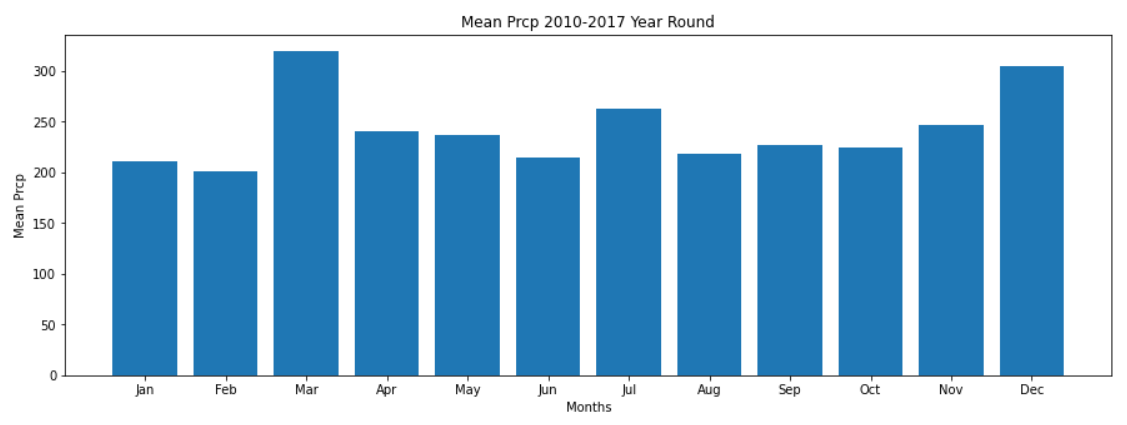 Mean Prcp 2010-2017 Year Round
300
250
200
150
100
50
0
Mean Prcp
Jan Feb Mar Apr May Jun Jul Aug Sep Oct Nov Dec
Months